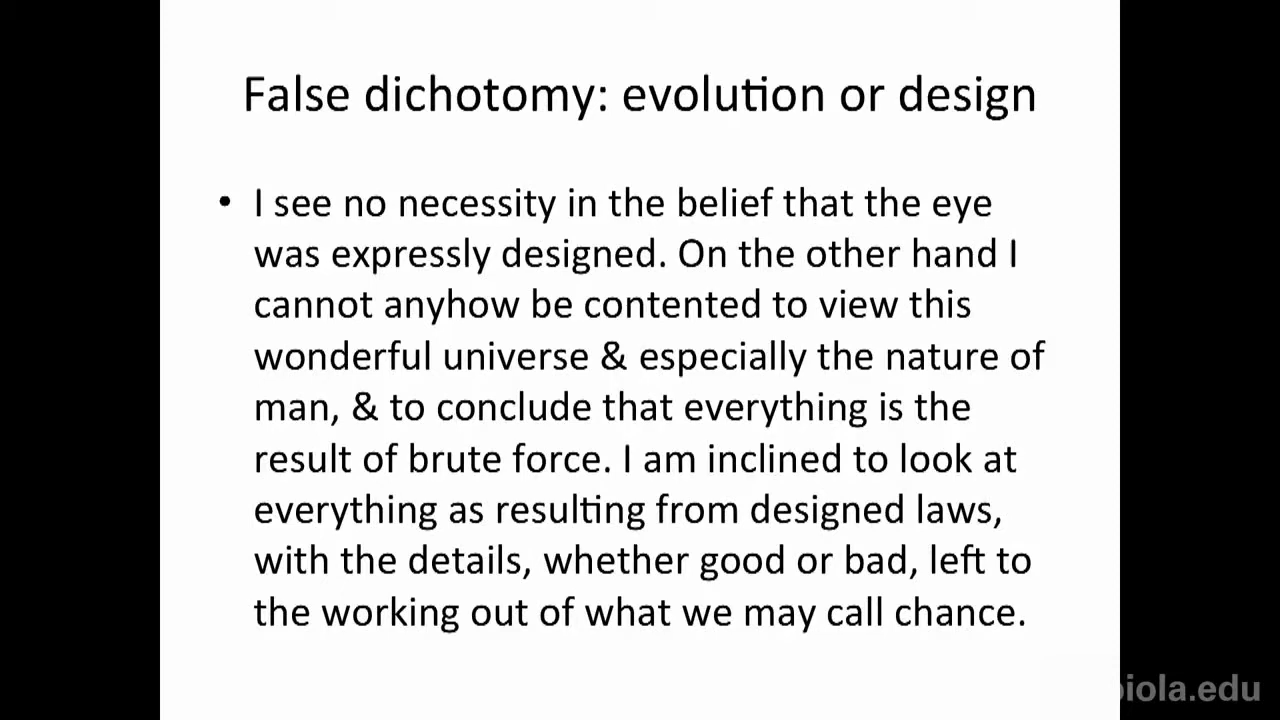 False dichotomy: evolution or design
• I see no necessity in the belief that the eye
was expressly designed. On the other hand I
cannot anyhow be contented to view this
wonderful universe & especially the nature of
man, & to conclude that everything is the
result of brute force. I am inclined to look at
everything as resulting from designed laws,
with the details, whether good or bad, left to
the working out of what we may call chance.
biola.edu